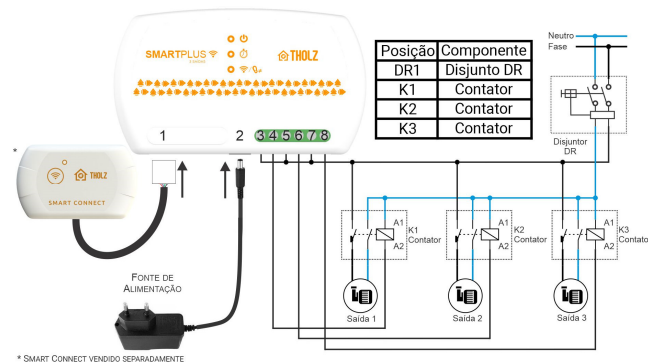 SMARTPLUS
THOLZ
1
2
3 4 5 6 7 8
Posição Componente
DR1 Disjunto DR
K1 Contator
K2 Contator
K3 Contator
Neutro
Fase
Disjuntor
DR
*
THOLZ
SMART CONNECT
A1
K1
Contator
A2
A1
K2
Contator
A2
A1
K3
Contato
A2
Saída 1
Saída 2
Saída 3
FONTE DE
ALIMENTAÇÃO
* SMART CONNECT VENDIDO SEPARADAMENTE